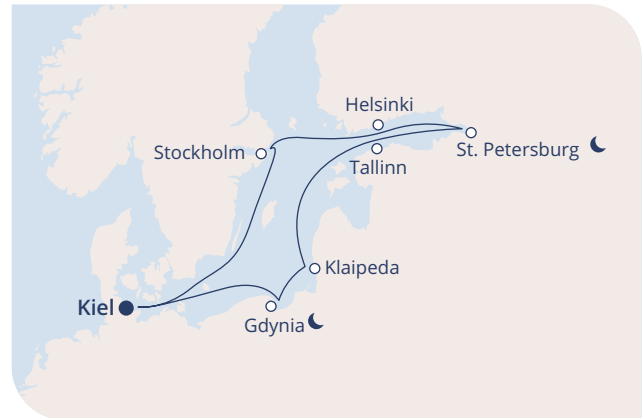 Helsinki
Stockholm
St. Petersburg
Tallinn
Klaipeda
Kiel
Gdynia